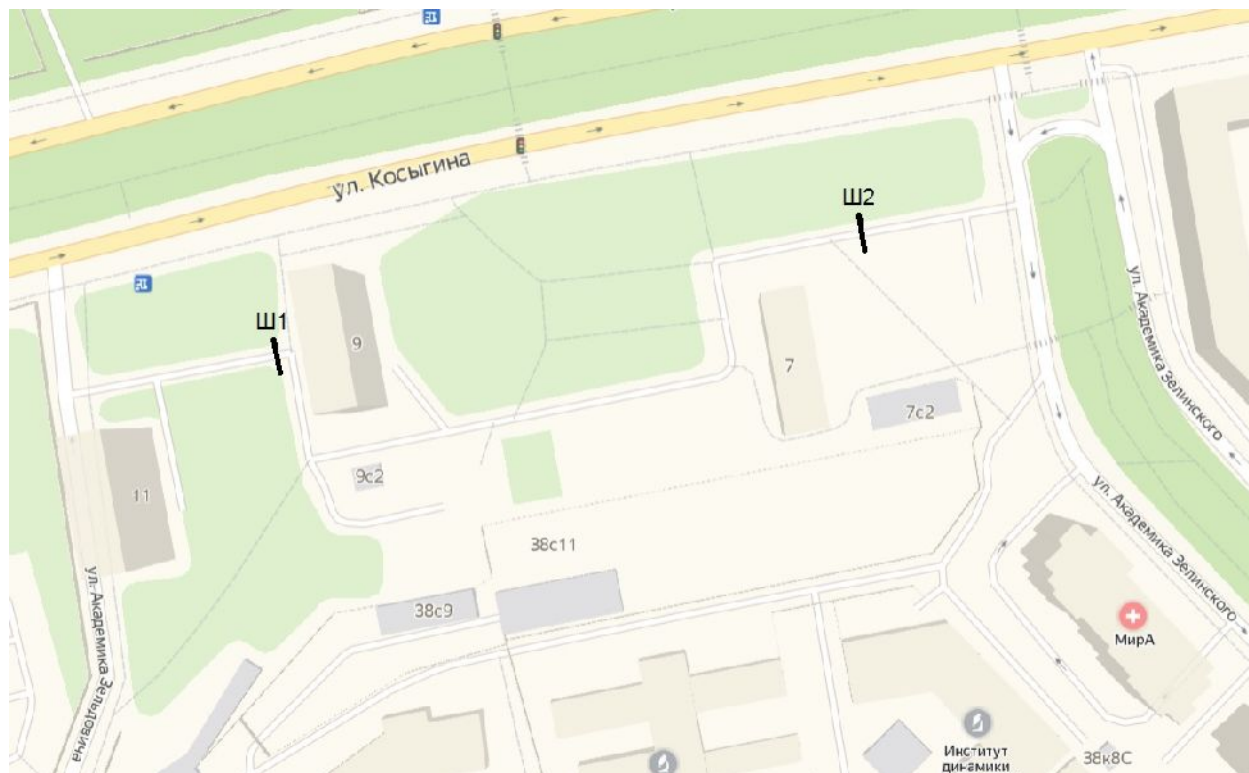 ул. Косыгина
Ш2
Ш1
ул. Академика Зелинского
9
7
7с2
9с2
11
ул. Академика Зелинского
38с11
ул. Академика Зельдовича
38с9
МирА
Институт
динамики
38к8С